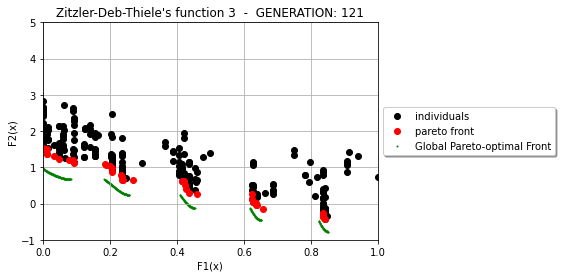 Zitzler-Deb-Thiele's function 3 - GENERATION: 121
5
4
3
2
1
0
−1
F2(x)
0.0 0.2 0.4 0.6 0.8 1.0
F1(x)
individuals
pareto front
Global Pareto-optimal Front